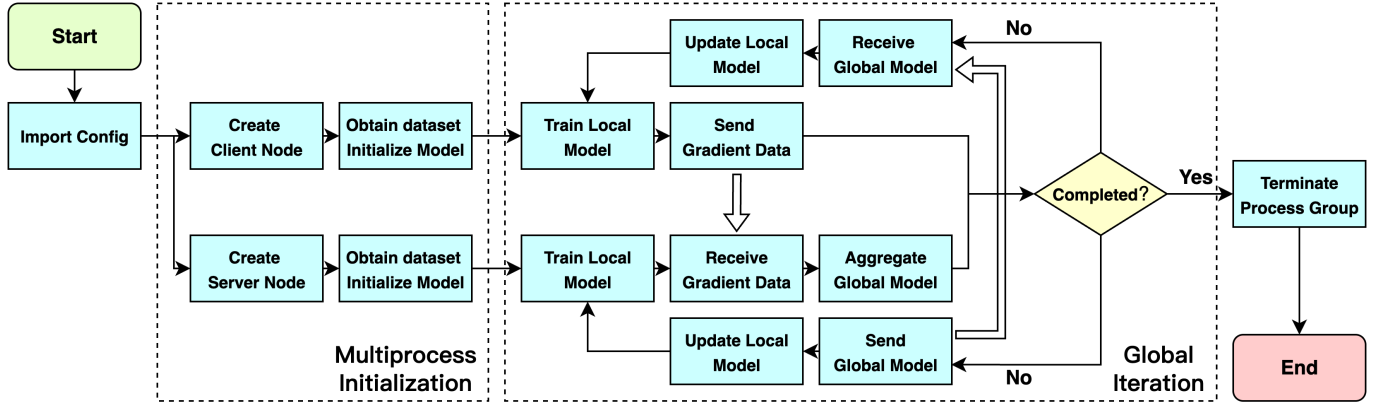 Start
Import Config
Create
Client Node
Obtain dataset
Initialize Model
Create
Server Node
Obtain dataset
Initialize Model
Multiprocess
Initialization
Update Local
Model
Receive
Global Model
No
Train Local
Model
Send
Gradient Data
Completed?
Yes
Train Local
Model
Receive
Gradient Data
Aggregate
Global Model
Update Local
Model
Send
Global Model
No
Global
Iteration
Terminate
Process Group
End